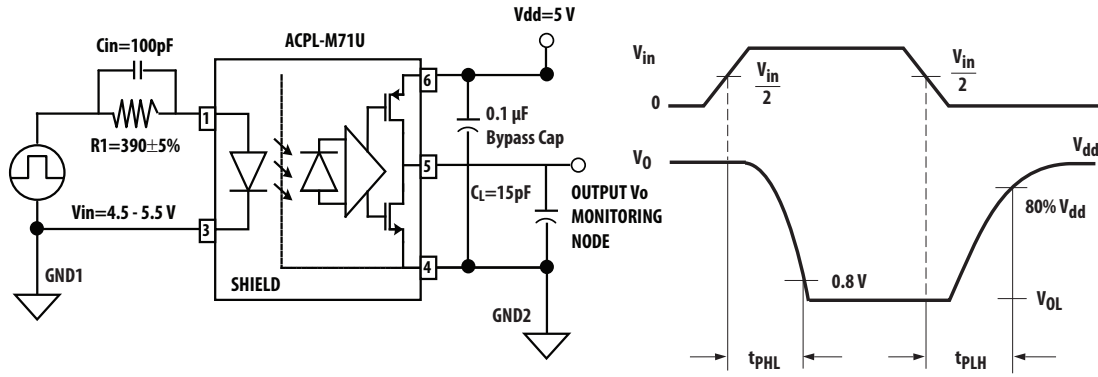 Vdd=5 V
Cin=100pF
ACPL-M71U
6
1
R1=390±5%
0.1 µF
Bypass Cap
5
CL=15pF
OUTPUT Vo
MONITORING
NODE
Vin=4.5 - 5.5 V
3
GND1
SHIELD
4
GND2
Vin
Vin
2
Vin
2
0
VO
Vdd
80% Vdd
0.8 V
VOL
tPHL
tPLH